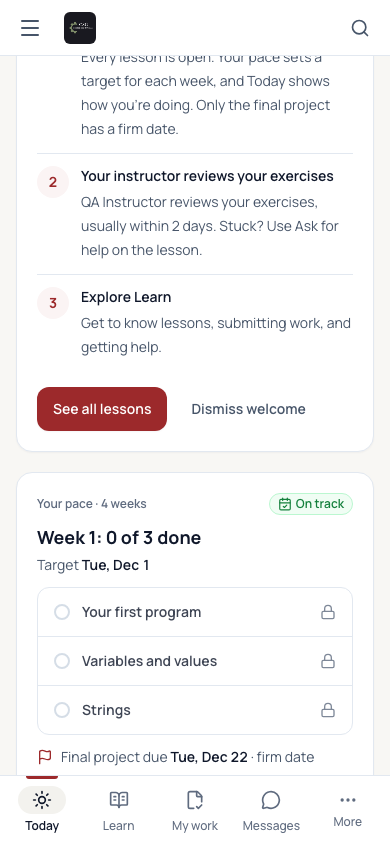 Every lesson is open. Your pace sets a
target for each week, and Today shows
how you're doing. Only the final project
has a firm date.
2
Your instructor reviews your exercises
QA Instructor reviews your exercises,
usually within 2 days. Stuck? Use Ask for
help on the lesson.
3
Explore Learn
Get to know lessons, submitting work, and
getting help.
See all lessons
Dismiss welcome
Your pace · 4 weeks
On track
Week 1: 0 of 3 done
Target Tue, Dec 1
Your first program
Variables and values
Strings
Final project due Tue, Dec 22 · firm date
Today
Learn
My work
Messages
More